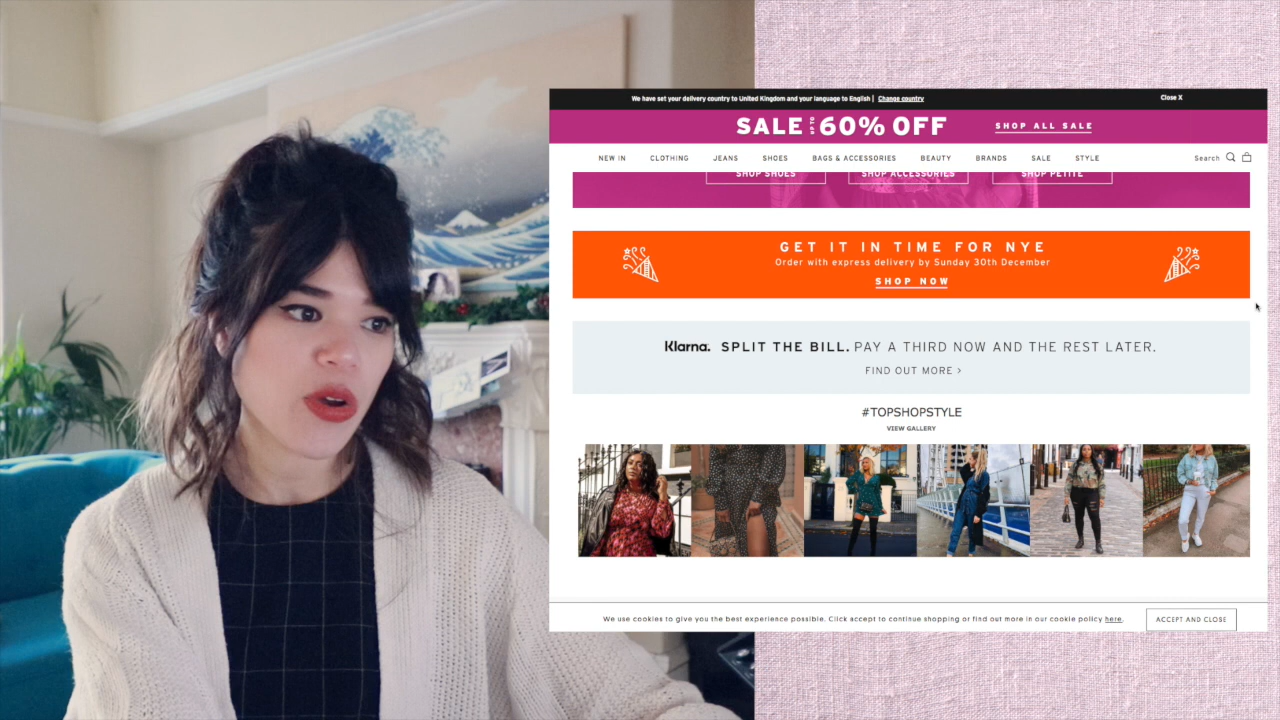 We have set your delivery country to United Kingdom and your language to English | Change country Close X
SALE UP TO 60% OFF SHOP ALL SALE
NEW IN CLOTHING JEANS SHOES BAGS & ACCESSORIES BEAUTY BRANDS SALE STYLE Search
SHOP SHOES SHOP ACCESSORIES SHOP PETITE
GET IT IN TIME FOR NYE
Order with express delivery by Sunday 30th December
SHOP NOW
Klarna. SPLIT THE BILL. PAY A THIRD NOW AND THE REST LATER.
FIND OUT MORE >
#TOPSHOPSTYLE
VIEW GALLERY
We use cookies to give you the best experience possible. Click accept to continue shopping or find out more in our cookie policy here. ACCEPT AND CLOSE